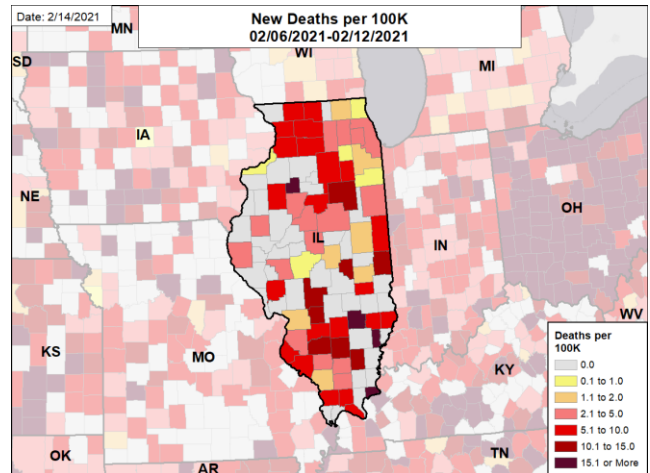 Date: 2/14/2021
New Deaths per 100K
02/06/2021-02/12/2021
MN
WI
MI
SD
IA
NE
IL
IN
OH
WV
KS
MO
KY
OK
AR
TN
Deaths per
100K
0.0
0.1 to 1.0
1.1 to 2.0
2.1 to 5.0
5.1 to 10.0
10.1 to 15.0
15.1 or More